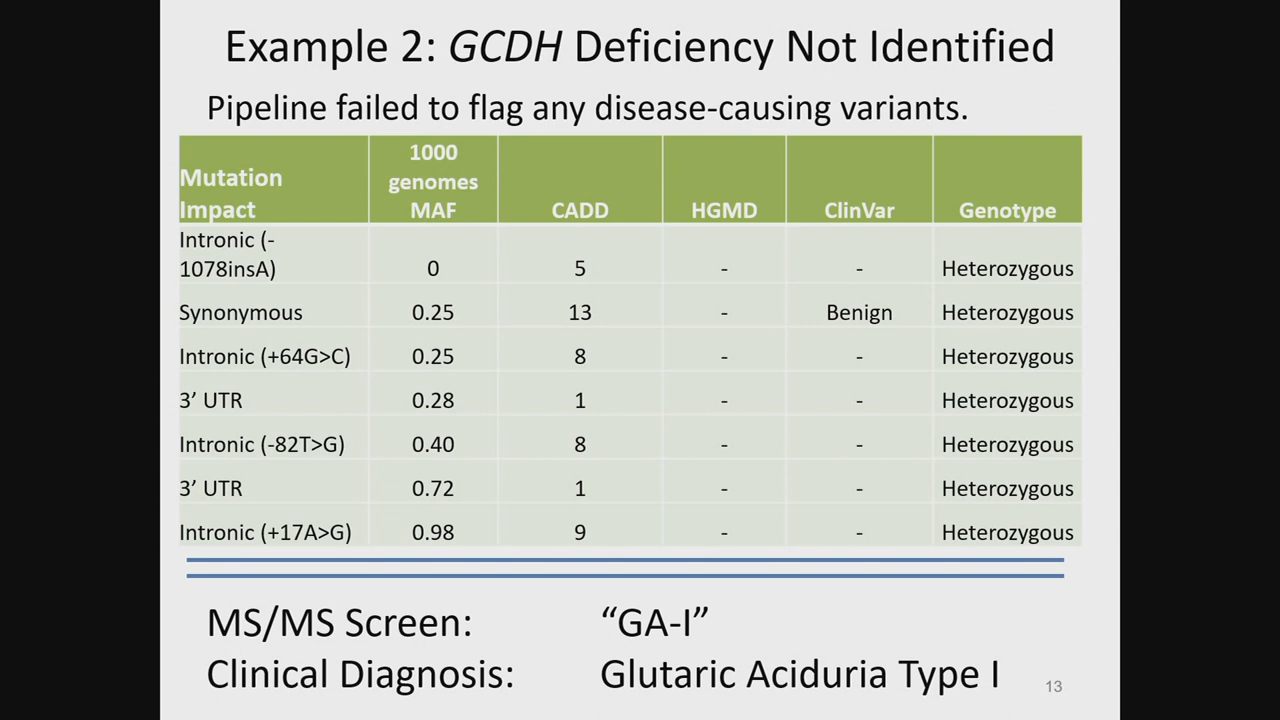 Example 2: GCDH Deficiency Not Identified
Pipeline failed to flag any disease-causing variants.
Mutation Impact 1000 genomes MAF CADD HGMD ClinVar Genotype
Intronic (-1078insA) 0 5 - - Heterozygous
Synonymous 0.25 13 - Benign Heterozygous
Intronic (+64G>C) 0.25 8 - - Heterozygous
3’ UTR 0.28 1 - - Heterozygous
Intronic (-82T>G) 0.40 8 - - Heterozygous
3’ UTR 0.72 1 - - Heterozygous
Intronic (+17A>G) 0.98 9 - - Heterozygous
MS/MS Screen: “GA-I”
Clinical Diagnosis: Glutaric Aciduria Type I
13